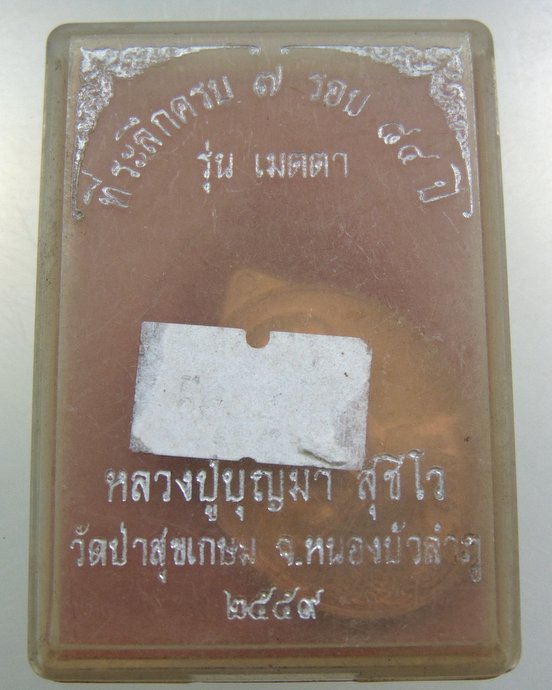 ที่ระลึกครบ ๗ รอบ ๘๔ ปี
รุ่น เมตตา
หลวงปู่บุญมา สุชีโว
วัดป่าสุขเกษม จ.หนองบัวลำภู
๒๕๕๙